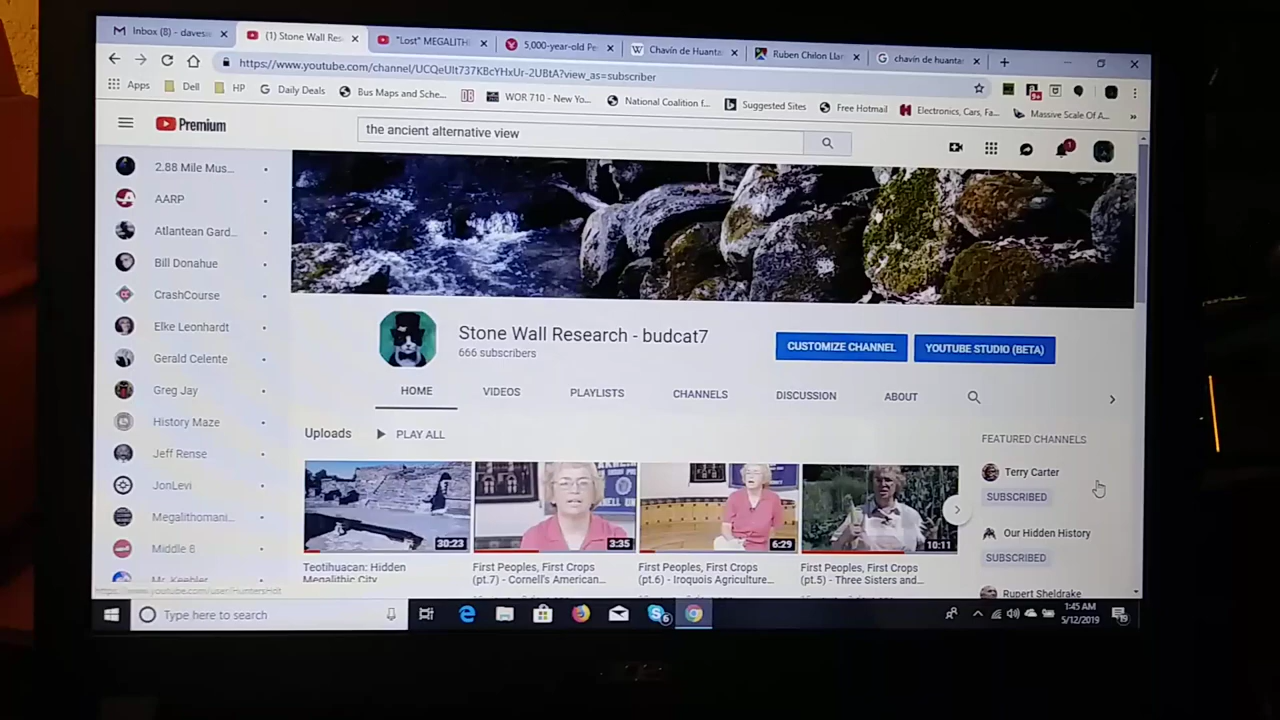 Inbox (8) - daves
(1) Stone Wall Res
"Lost" MEGALITH
5,000-year-old Pe
Chavín de Huanta
Ruben Chilon Lla
chavín de huanta
https://www.youtube.com/channel/UCQeUIt737KBcYHxUr-2UBtA?view_as=subscriber
Apps
Dell
HP
Daily Deals
Bus Maps and Sche...
WOR 710 - New Yo...
National Coalition f...
Suggested Sites
Free Hotmail
Electronics, Cars, Fa...
Massive Scale Of A...
Premium
the ancient alternative view
1
2.88 Mile Mus...
AARP
Atlantean Gard...
Bill Donahue
CrashCourse
Elke Leonhardt
Gerald Celente
Greg Jay
History Maze
Jeff Rense
JonLevi
Megalithomani...
Middle 8
Mr. Keebler
Stone Wall Research - budcat7
666 subscribers
CUSTOMIZE CHANNEL
YOUTUBE STUDIO (BETA)
HOME
VIDEOS
PLAYLISTS
CHANNELS
DISCUSSION
ABOUT
Uploads
PLAY ALL
30:23
3:35
6:29
10:11
Teotihuacan: Hidden
Megalithic City
First Peoples, First Crops
(pt.7) - Cornell's American...
First Peoples, First Crops
(pt.6) - Iroquois Agriculture...
First Peoples, First Crops
(pt.5) - Three Sisters and...
FEATURED CHANNELS
Terry Carter
SUBSCRIBED
Our Hidden History
SUBSCRIBED
Rupert Sheldrake
Type here to search
6
1:45 AM
5/12/2019
19